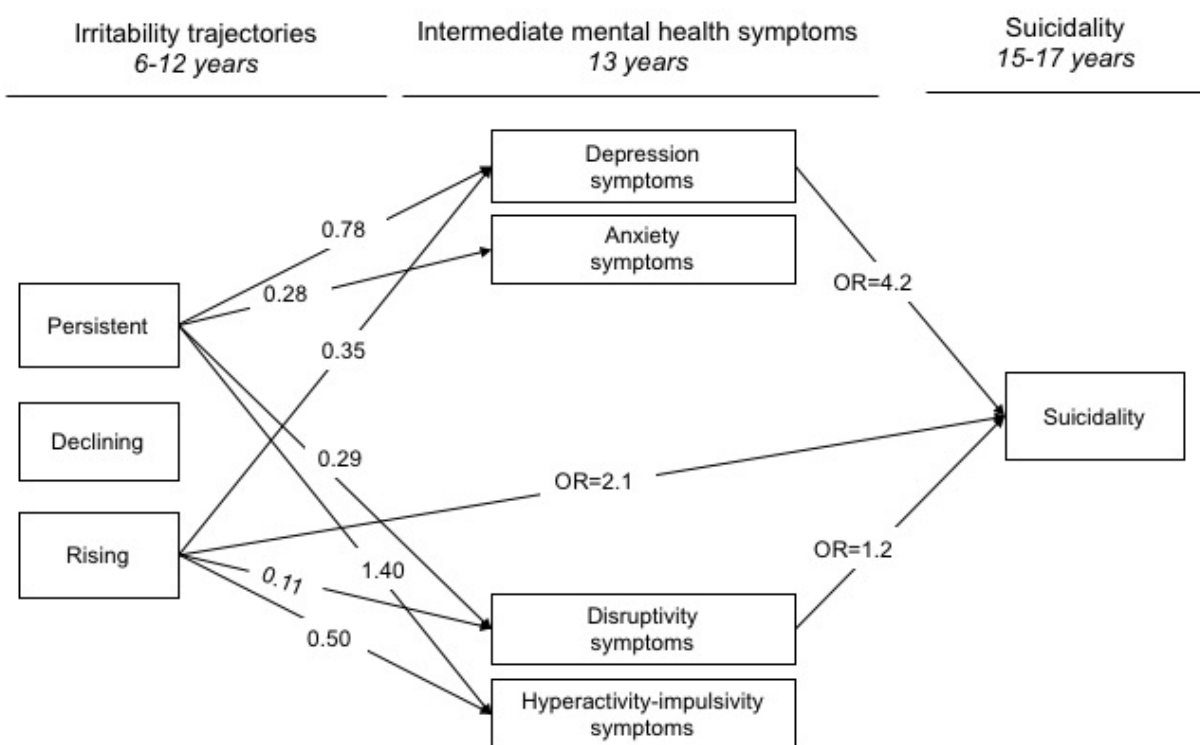 Irritability trajectories
6-12 years
Intermediate mental health symptoms
13 years
Suicidality
15-17 years
Depression
symptoms
Anxiety
symptoms
0.78
0.28
OR=4.2
Persistent
0.35
Declining
Suicidality
0.29
OR=2.1
Rising
OR=1.2
0.11
1.40
0.50
Disruptivity
symptoms
Hyperactivity-impulsivity
symptoms